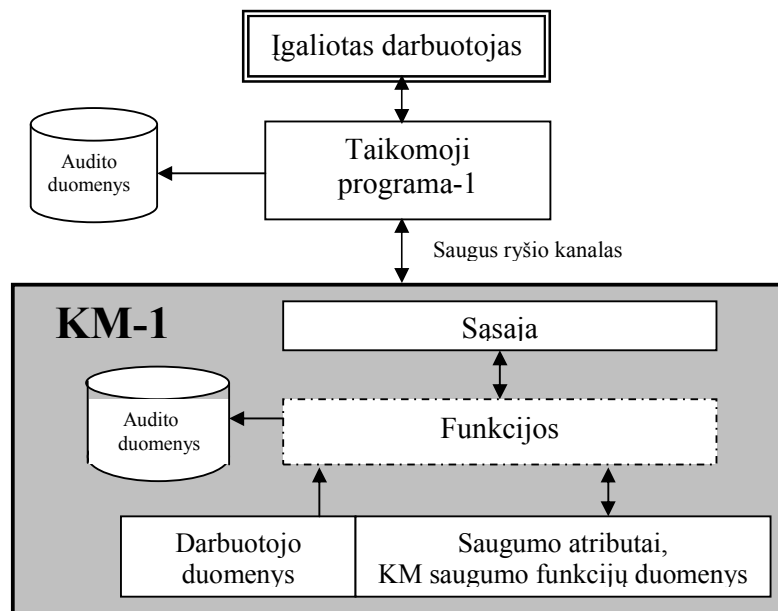 Įgaliotas darbuotojas
Audito
duomenys
Taikomoji
programa-1
Saugus ryšio kanalas
KM-1
Sąsaja
Audito
duomenys
Funkcijos
Darbuotojo
duomenys
Saugumo atributai,
KM saugumo funkcijų duomenys